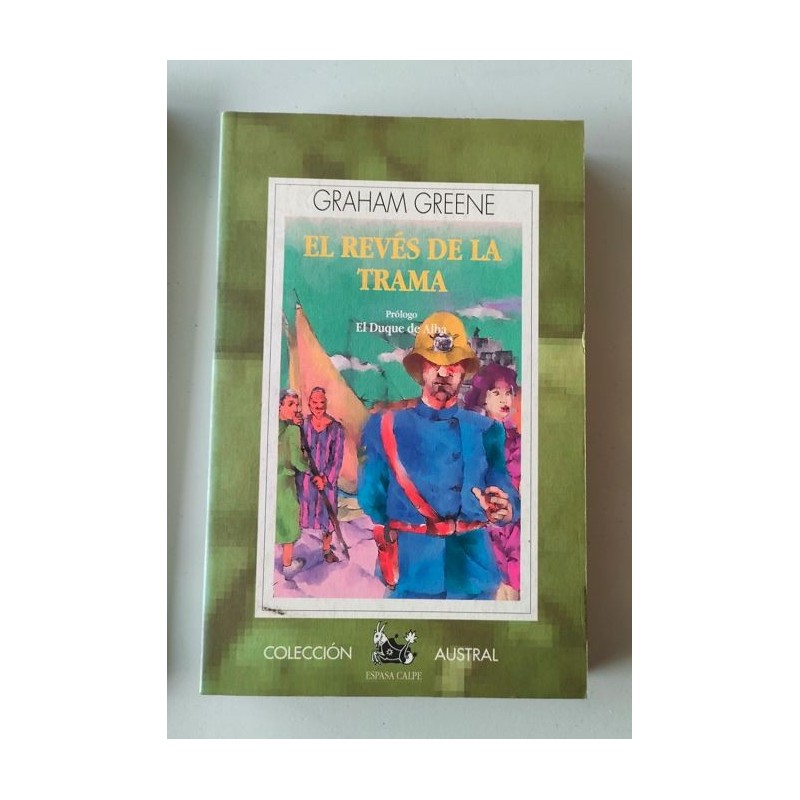 GRAHAM GREENE
EL REVÉS DE LA
TRAMA
Prólogo
El Duque de Alba
COLECCIÓN AUSTRAL
ESPASA CALPE